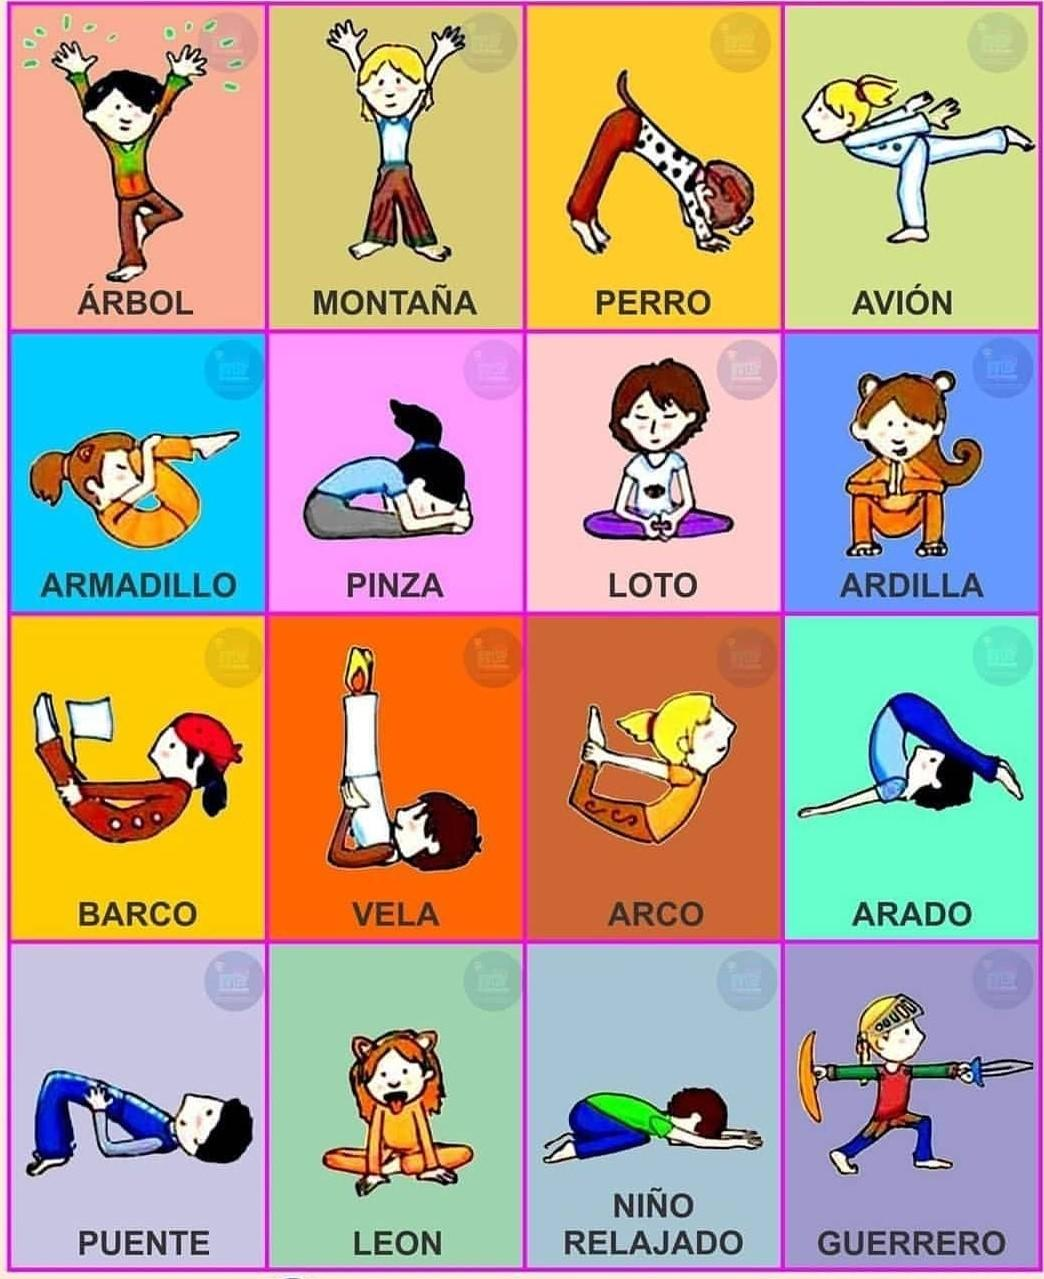 ÁRBOL
MONTAÑA
PERRO
AVIÓN
ARMADILLO
PINZA
LOTO
ARDILLA
BARCO
VELA
ARCO
ARADO
PUENTE
LEON
NIÑO
RELAJADO
GUERRERO